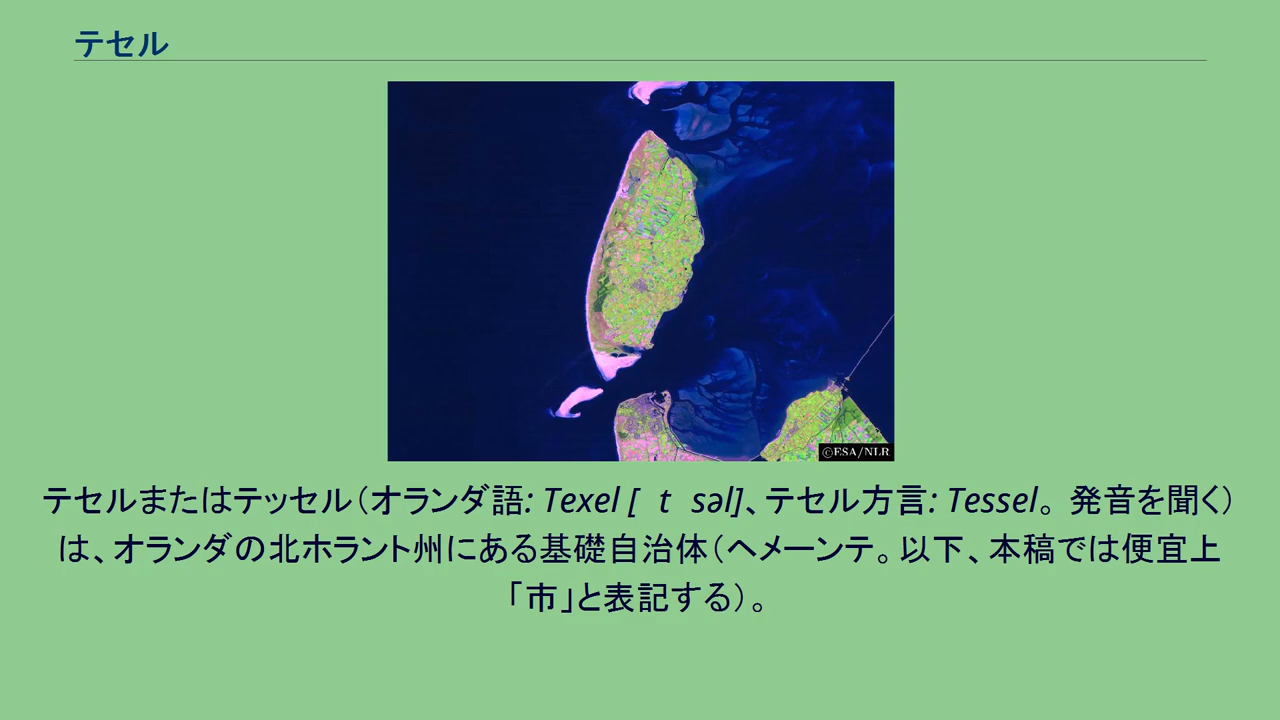 テセル
©ESA/NLR
テセルまたはテッセル（オランダ語: Texel [ t səl]、テセル方言: Tessel。 発音を聞く）
は、オランダの北ホラント州にある基礎自治体（ヘメーンテ。以下、本稿では便宜上
「市」と表記する）。